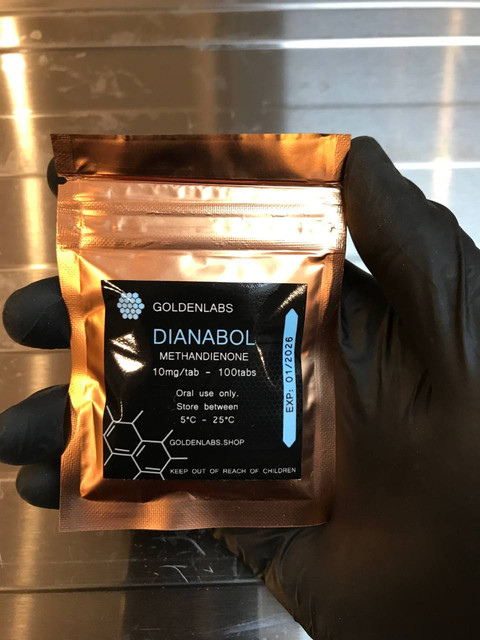 GOLDENLABS
DIANABOL
METHANDIENONE
10mg/tab - 100tabs
Oral use only.
Store between
5°C - 25°C
GOLDENLABS.SHOP
KEEP OUT OF REACH OF CHILDREN
EXP: 01/2026